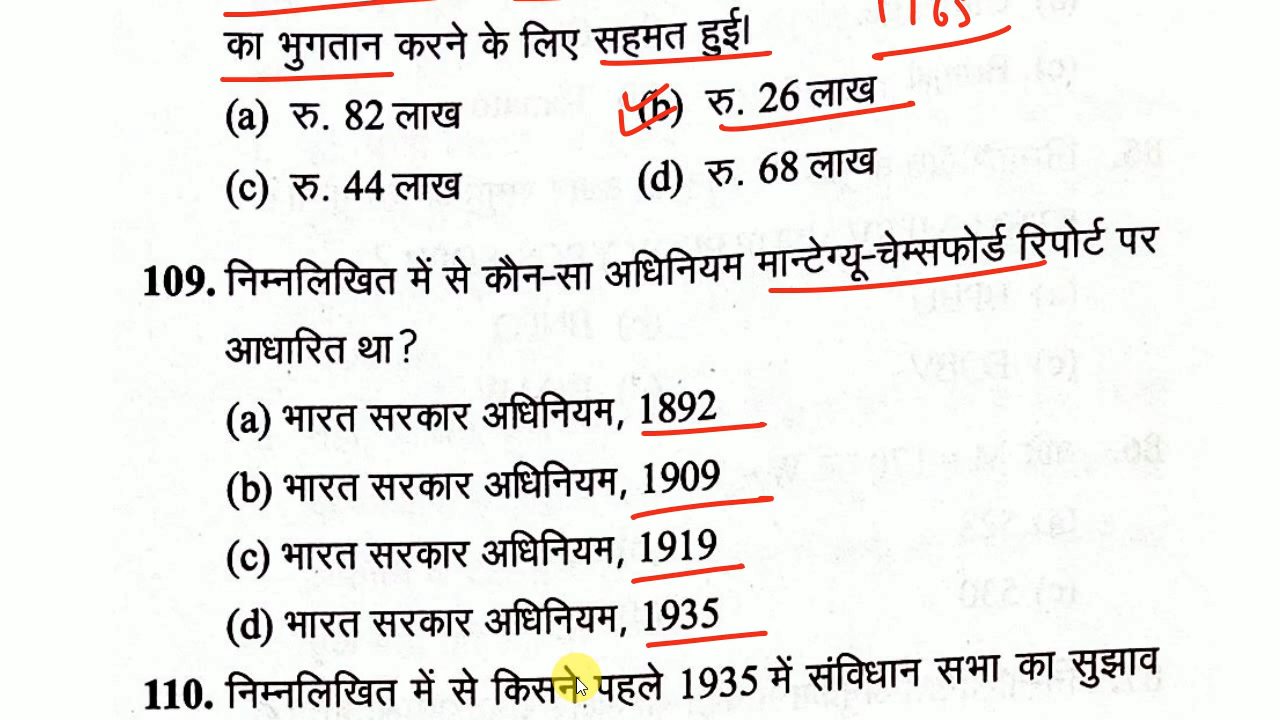 1765
का भुगतान करने के लिए सहमत हुई।
(a) रु. 82 लाख (b) रु. 26 लाख
(c) रु. 44 लाख (d) रु. 68 लाख
109. निम्नलिखित में से कौन-सा अधिनियम मान्टेग्यू-चेम्सफोर्ड रिपोर्ट पर
आधारित था?
(a) भारत सरकार अधिनियम, 1892
(b) भारत सरकार अधिनियम, 1909
(c) भारत सरकार अधिनियम, 1919
(d) भारत सरकार अधिनियम, 1935
110. निम्नलिखित में से किसने पहले 1935 में संविधान सभा का सुझाव